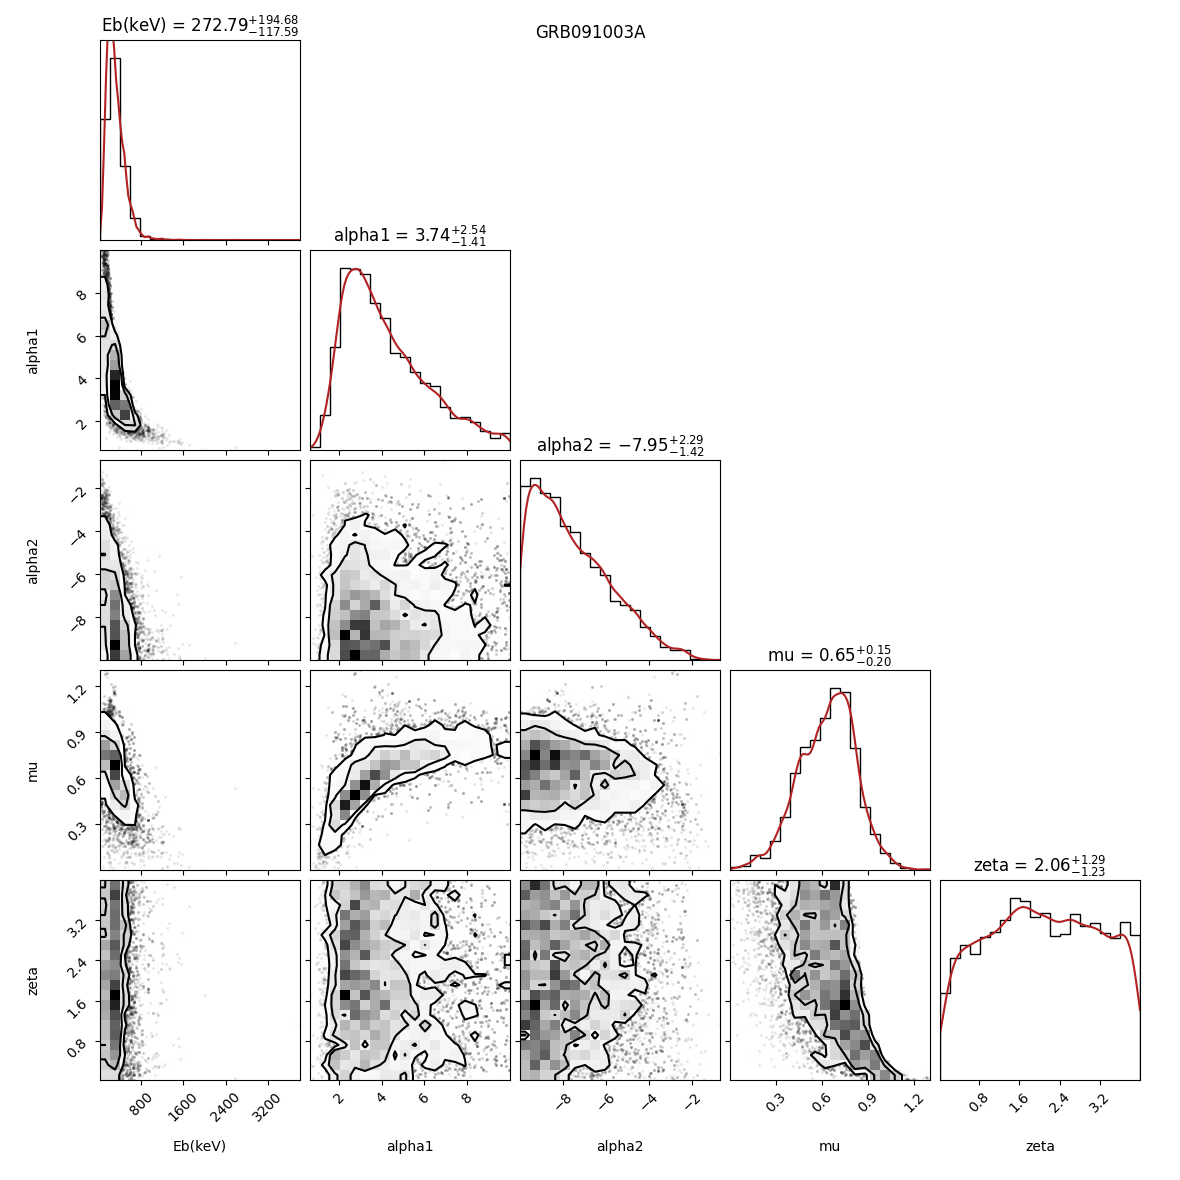 GRB091003A
Eb(keV) = 272.79+194.68−117.59
alpha1 = 3.74+2.54−1.41
alpha2 = −7.95+2.29−1.42
mu = 0.65+0.15−0.20
zeta = 2.06+1.29−1.23
alpha1
8
6
4
2
alpha2
−2
−4
−6
−8
mu
1.2
0.9
0.6
0.3
zeta
3.2
2.4
1.6
0.8
800 1600 2400 3200
2 4 6 8
−8 −6 −4 −2
0.3 0.6 0.9 1.2
0.8 1.6 2.4 3.2
Eb(keV)
alpha1
alpha2
mu
zeta